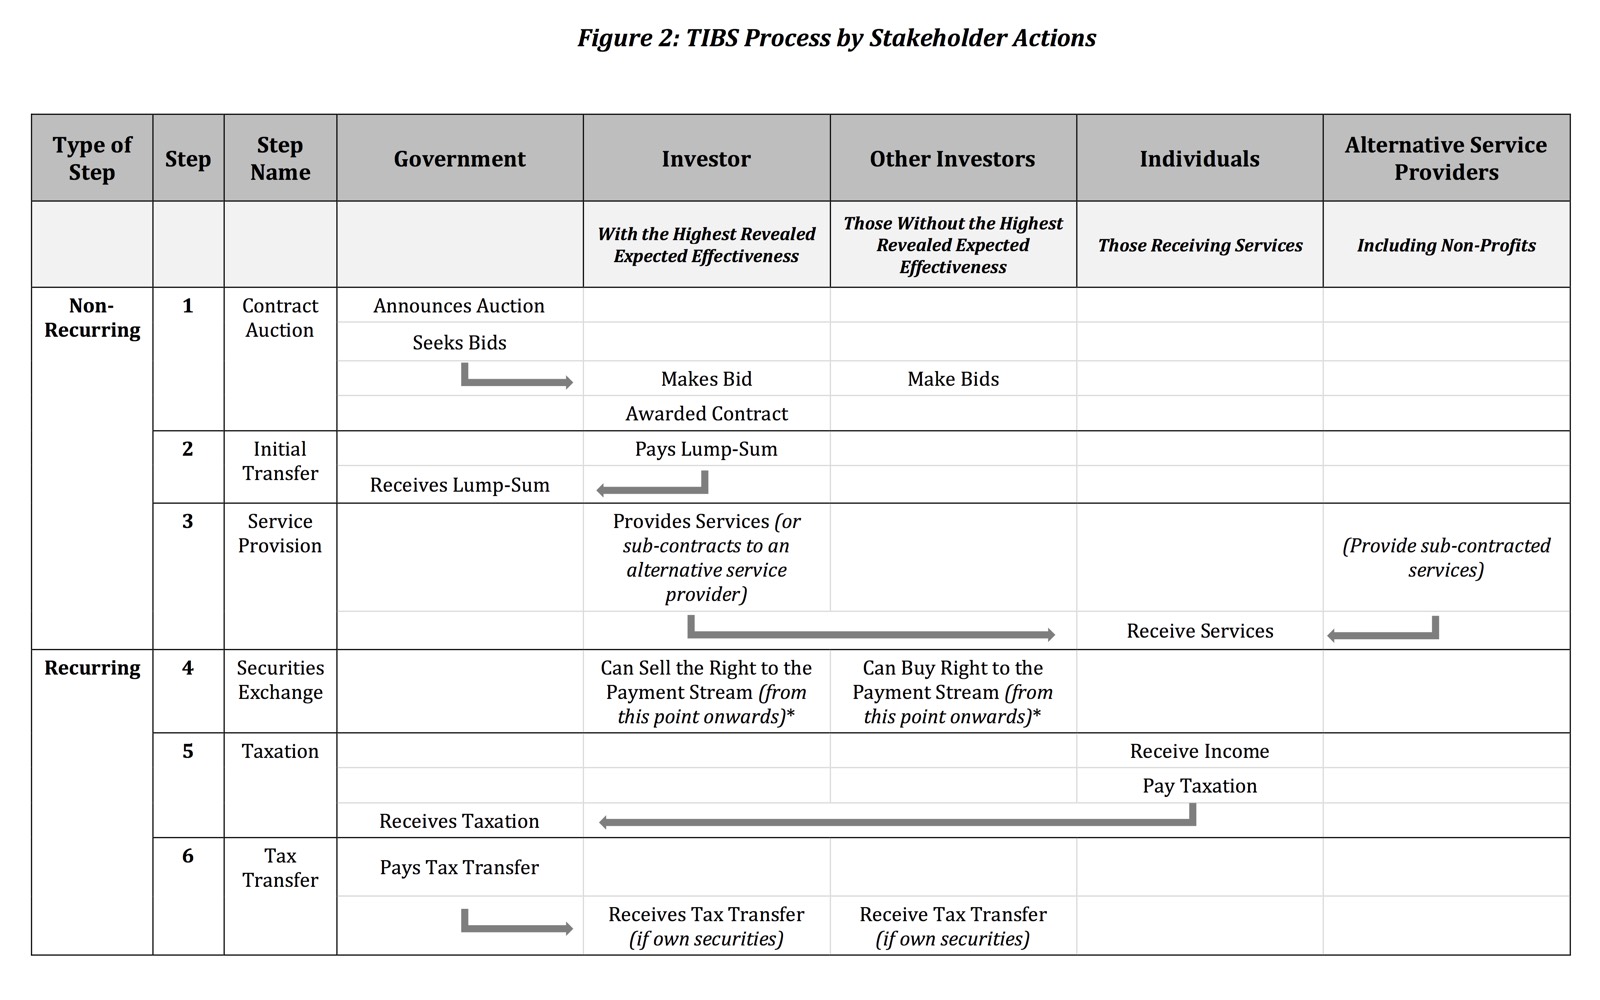 Figure 2: TIBS Process by Stakeholder Actions
Type of
Step
Step
Step
Name
Government
Investor
Other Investors
Individuals
Alternative Service
Providers
With the Highest Revealed
Expected Effectiveness
Those Without the Highest
Revealed Expected
Effectiveness
Those Receiving Services
Including Non-Profits
Non-
Recurring
1
Contract
Auction
Announces Auction
Seeks Bids
Makes Bid
Make Bids
Awarded Contract
2
Initial
Transfer
Pays Lump-Sum
Receives Lump-Sum
3
Service
Provision
Provides Services (or
sub-contracts to an
alternative service
provider)
(Provide sub-contracted
services)
Receive Services
Recurring
4
Securities
Exchange
Can Sell the Right to the
Payment Stream (from
this point onwards)*
Can Buy Right to the
Payment Stream (from
this point onwards)*
5
Taxation
Receive Income
Pay Taxation
Receives Taxation
6
Tax
Transfer
Pays Tax Transfer
Receives Tax Transfer
(if own securities)
Receive Tax Transfer
(if own securities)